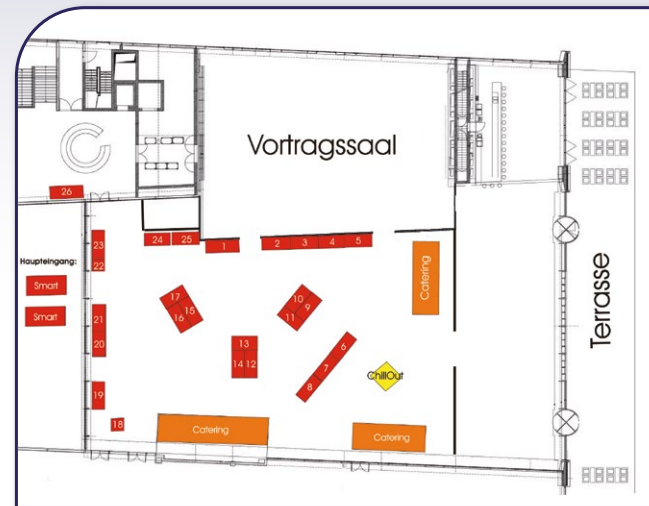 Vortragssaal
Terrasse
26
24 25 1 2 3 4 5
23
22
Haupteingang:
Smart
Smart
Catering
17
15
16
10
9
11
21
20
13
14 12
6
7
8
ChillOut
19
18
Catering
Catering